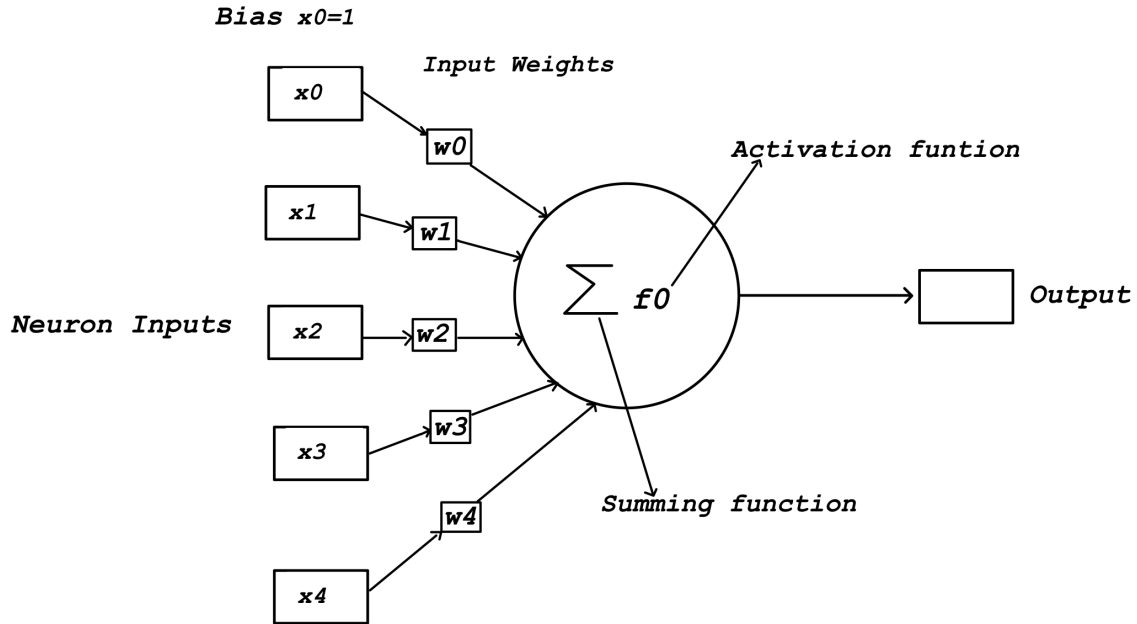 Bias x0=1
Input Weights
x0
w0
Activation funtion
x1
w1
Σ f0
Neuron Inputs
x2
w2
Output
x3
w3
Summing function
w4
x4